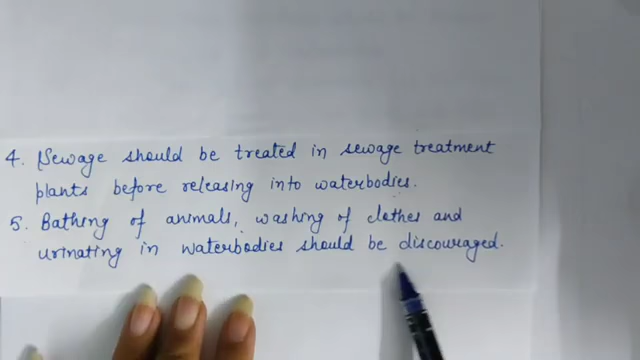 4. Sewage should be treated in sewage treatment
plants before releasing into waterbodies.
5. Bathing of animals, washing of clothes and
urinating in waterbodies should be discouraged.